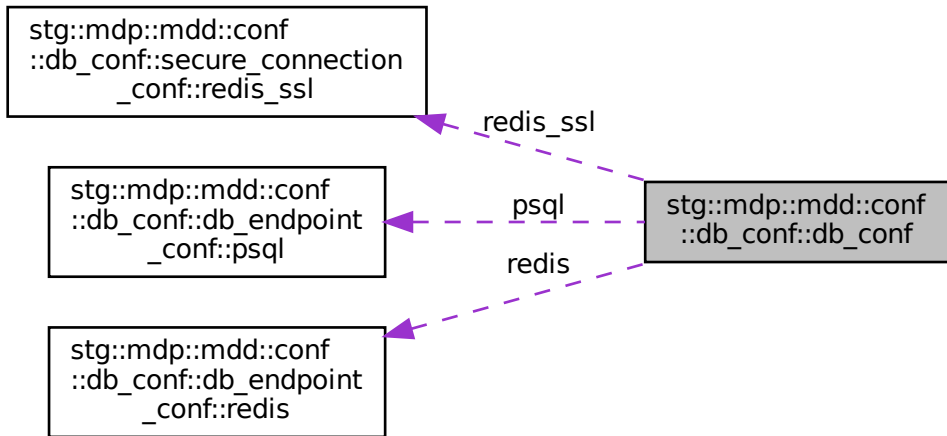 stg::mdp::mdd::conf
::db_conf::secure_connection
_conf::redis_ssl
redis_ssl
stg::mdp::mdd::conf
::db_conf::db_endpoint
_conf::psql
psql
stg::mdp::mdd::conf
::db_conf::db_conf
redis
stg::mdp::mdd::conf
::db_conf::db_endpoint
_conf::redis